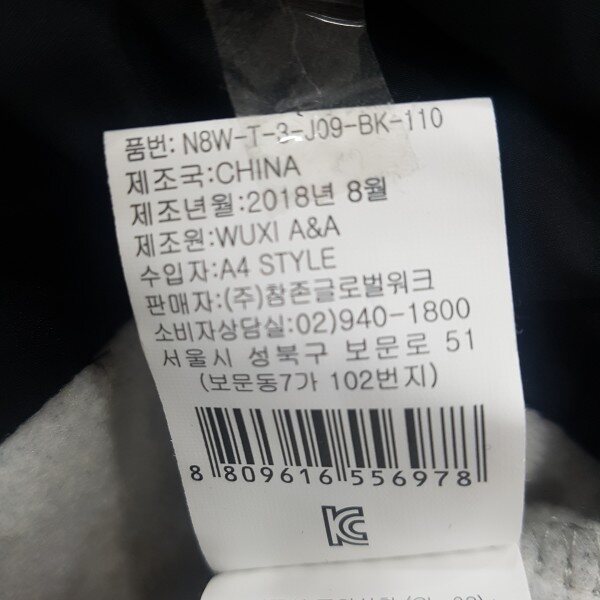 품번: N8W-T-3-J09-BK-110
제조국:CHINA
제조년월:2018년 8월
제조원:WUXI A&A
수입자:A4 STYLE
판매자:(주)참존글로벌워크
소비자상담실:02)940-1800
서울시 성북구 보문로 51
(보문동7가 102번지)
8 809616 556978
KC